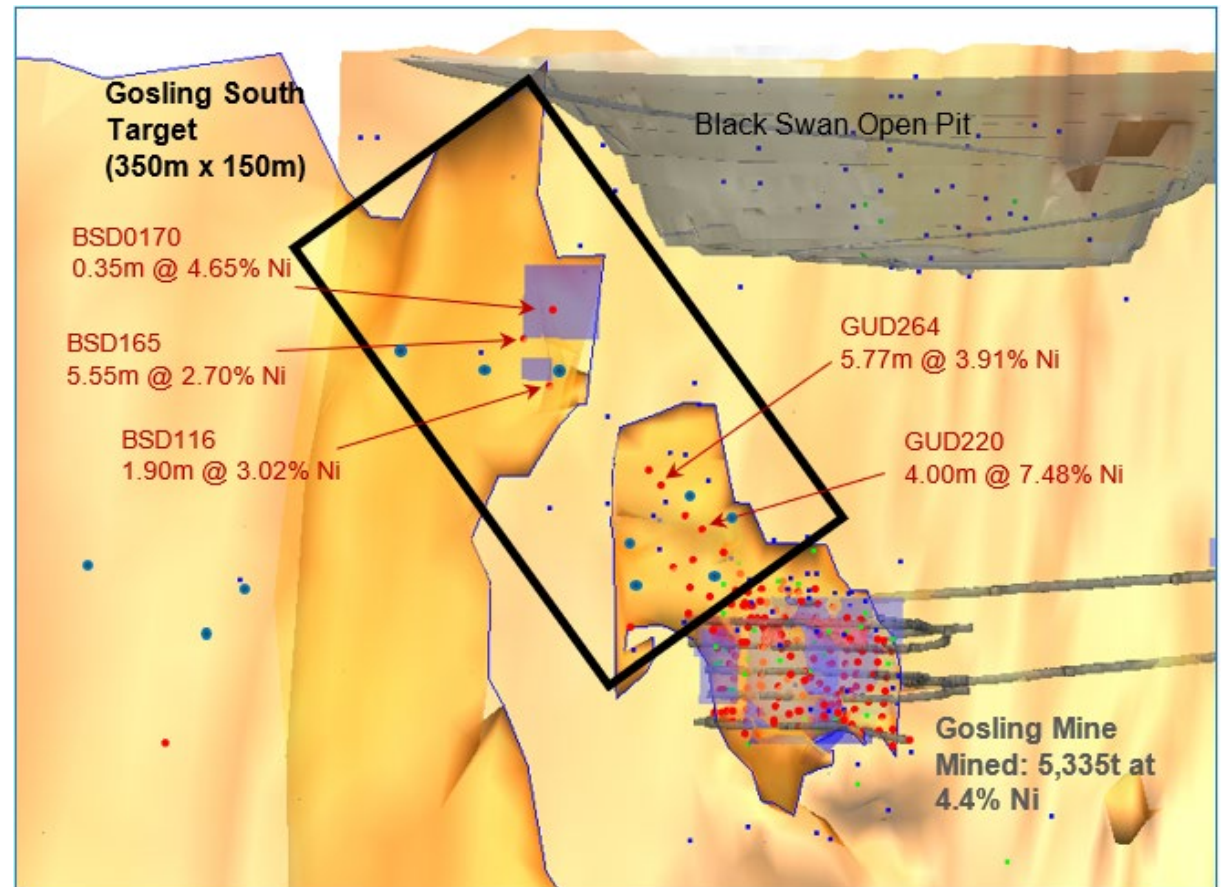 Gosling South
Target
(350m x 150m)
Black Swan Open Pit
BSD0170
0.35m @ 4.65% Ni
BSD165
5.55m @ 2.70% Ni
BSD116
1.90m @ 3.02% Ni
GUD264
5.77m @ 3.91% Ni
GUD220
4.00m @ 7.48% Ni
Gosling Mine
Mined: 5,335t at
4.4% Ni